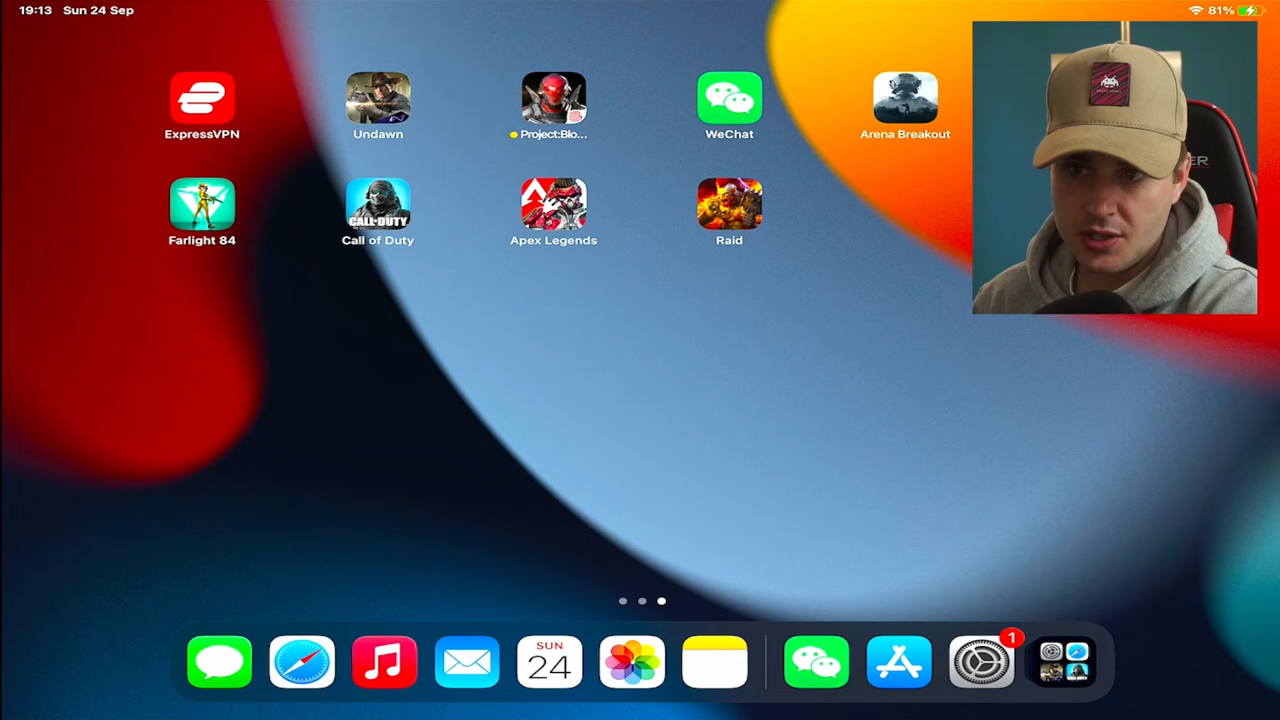 19:13 Sun 24 Sep
81%
ExpressVPN
Undawn
Project:Blo...
WeChat
Arena Breakout
Farlight 84
CALL·DUTY
Call of Duty
Apex Legends
Raid
SUN
24
1